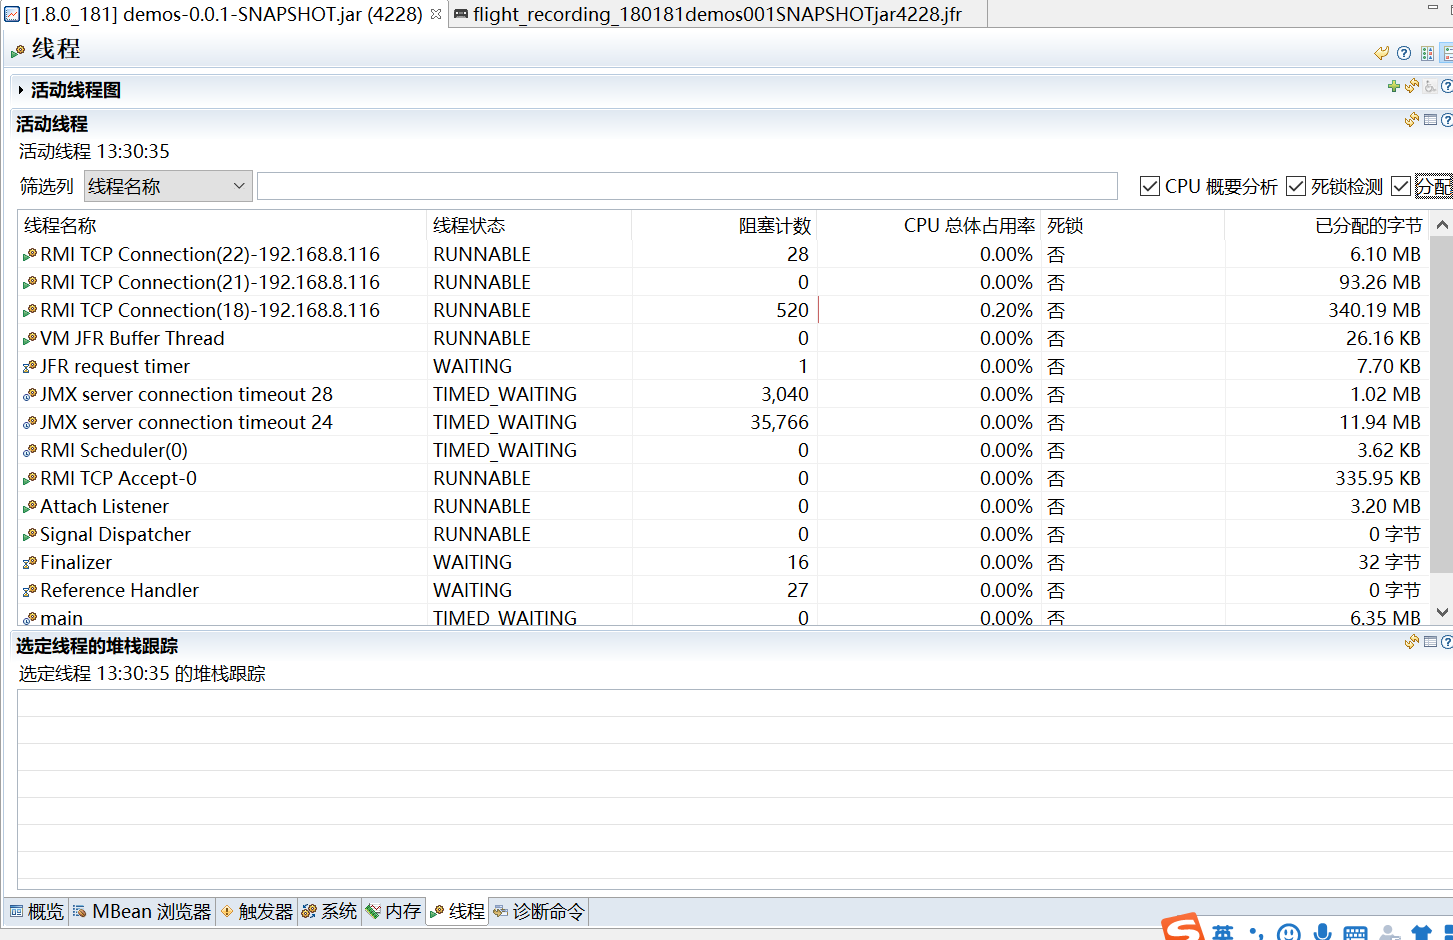 [1.8.0_181] demos-0.0.1-SNAPSHOT.jar (4228) flight_recording_180181demos001SNAPSHOTjar4228.jfr
线程
活动线程图
活动线程
活动线程 13:30:35
筛选列 线程名称 CPU 概要分析 死锁检测 分配
线程名称 线程状态 阻塞计数 CPU 总体占用率 死锁 已分配的字节
RMI TCP Connection(22)-192.168.8.116 RUNNABLE 28 0.00% 否 6.10 MB
RMI TCP Connection(21)-192.168.8.116 RUNNABLE 0 0.00% 否 93.26 MB
RMI TCP Connection(18)-192.168.8.116 RUNNABLE 520 0.20% 否 340.19 MB
VM JFR Buffer Thread RUNNABLE 0 0.00% 否 26.16 KB
JFR request timer WAITING 1 0.00% 否 7.70 KB
JMX server connection timeout 28 TIMED_WAITING 3,040 0.00% 否 1.02 MB
JMX server connection timeout 24 TIMED_WAITING 35,766 0.00% 否 11.94 MB
RMI Scheduler(0) TIMED_WAITING 0 0.00% 否 3.62 KB
RMI TCP Accept-0 RUNNABLE 0 0.00% 否 335.95 KB
Attach Listener RUNNABLE 0 0.00% 否 3.20 MB
Signal Dispatcher RUNNABLE 0 0.00% 否 0 字节
Finalizer WAITING 16 0.00% 否 32 字节
Reference Handler WAITING 27 0.00% 否 0 字节
main TIMED_WAITING 0 0.00% 否 6.35 MB
选定线程的堆栈跟踪
选定线程 13:30:35 的堆栈跟踪
概览 MBean 浏览器 触发器 系统 内存 线程 诊断命令
英